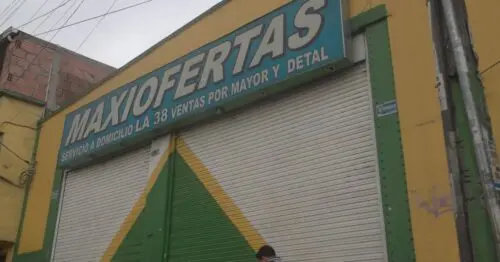 MAXIOFERTAS
SERVICIO A DOMICILIO LA 38 VENTAS POR MAYOR Y DETAL